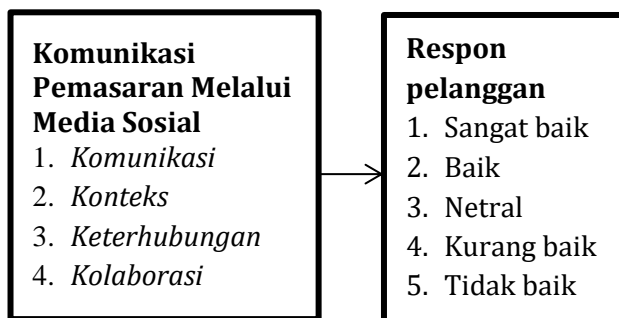 Komunikasi
Pemasaran Melalui
Media Sosial
1. Komunikasi
2. Konteks
3. Keterhubungan
4. Kolaborasi
Respon
pelanggan
1. Sangat baik
2. Baik
3. Netral
4. Kurang baik
5. Tidak baik